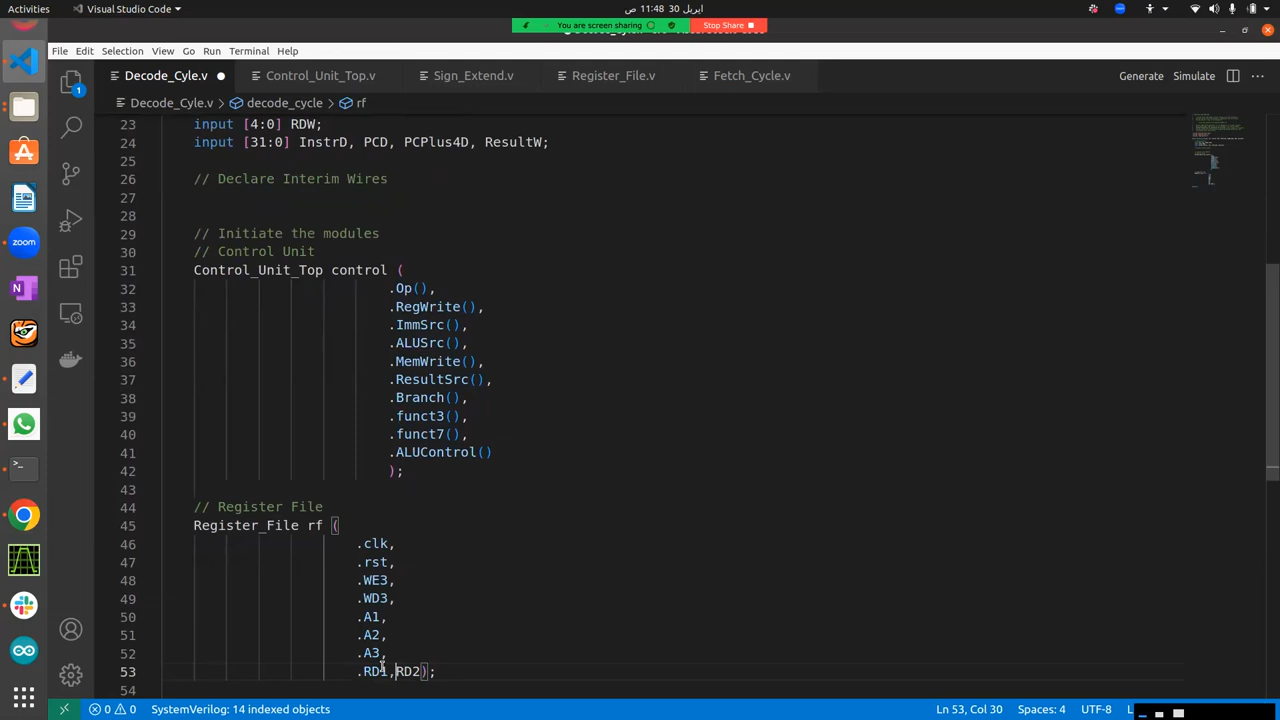 Activities
Visual Studio Code
ص 11:48 ابريل 30
You are screen sharing
Stop Share
File Edit Selection View Go Run Terminal Help
Decode_Cyle.v
Control_Unit_Top.v
Sign_Extend.v
Register_File.v
Fetch_Cycle.v
Generate
Simulate
Decode_Cyle.v > decode_cycle > rf
23 input [4:0] RDW;
24 input [31:0] InstrD, PCD, PCPlus4D, ResultW;
25
26 // Declare Interim Wires
27
28
29 // Initiate the modules
30 // Control Unit
31 Control_Unit_Top control (
32 .Op(),
33 .RegWrite(),
34 .ImmSrc(),
35 .ALUSrc(),
36 .MemWrite(),
37 .ResultSrc(),
38 .Branch(),
39 .funct3(),
40 .funct7(),
41 .ALUControl()
42 );
43
44 // Register File
45 Register_File rf (
46 .clk,
47 .rst,
48 .WE3,
49 .WD3,
50 .A1,
51 .A2,
52 .A3,
53 .RD1,RD2);
54
0 0 SystemVerilog: 14 indexed objects
Ln 53, Col 30
Spaces: 4
UTF-8
zoom
1